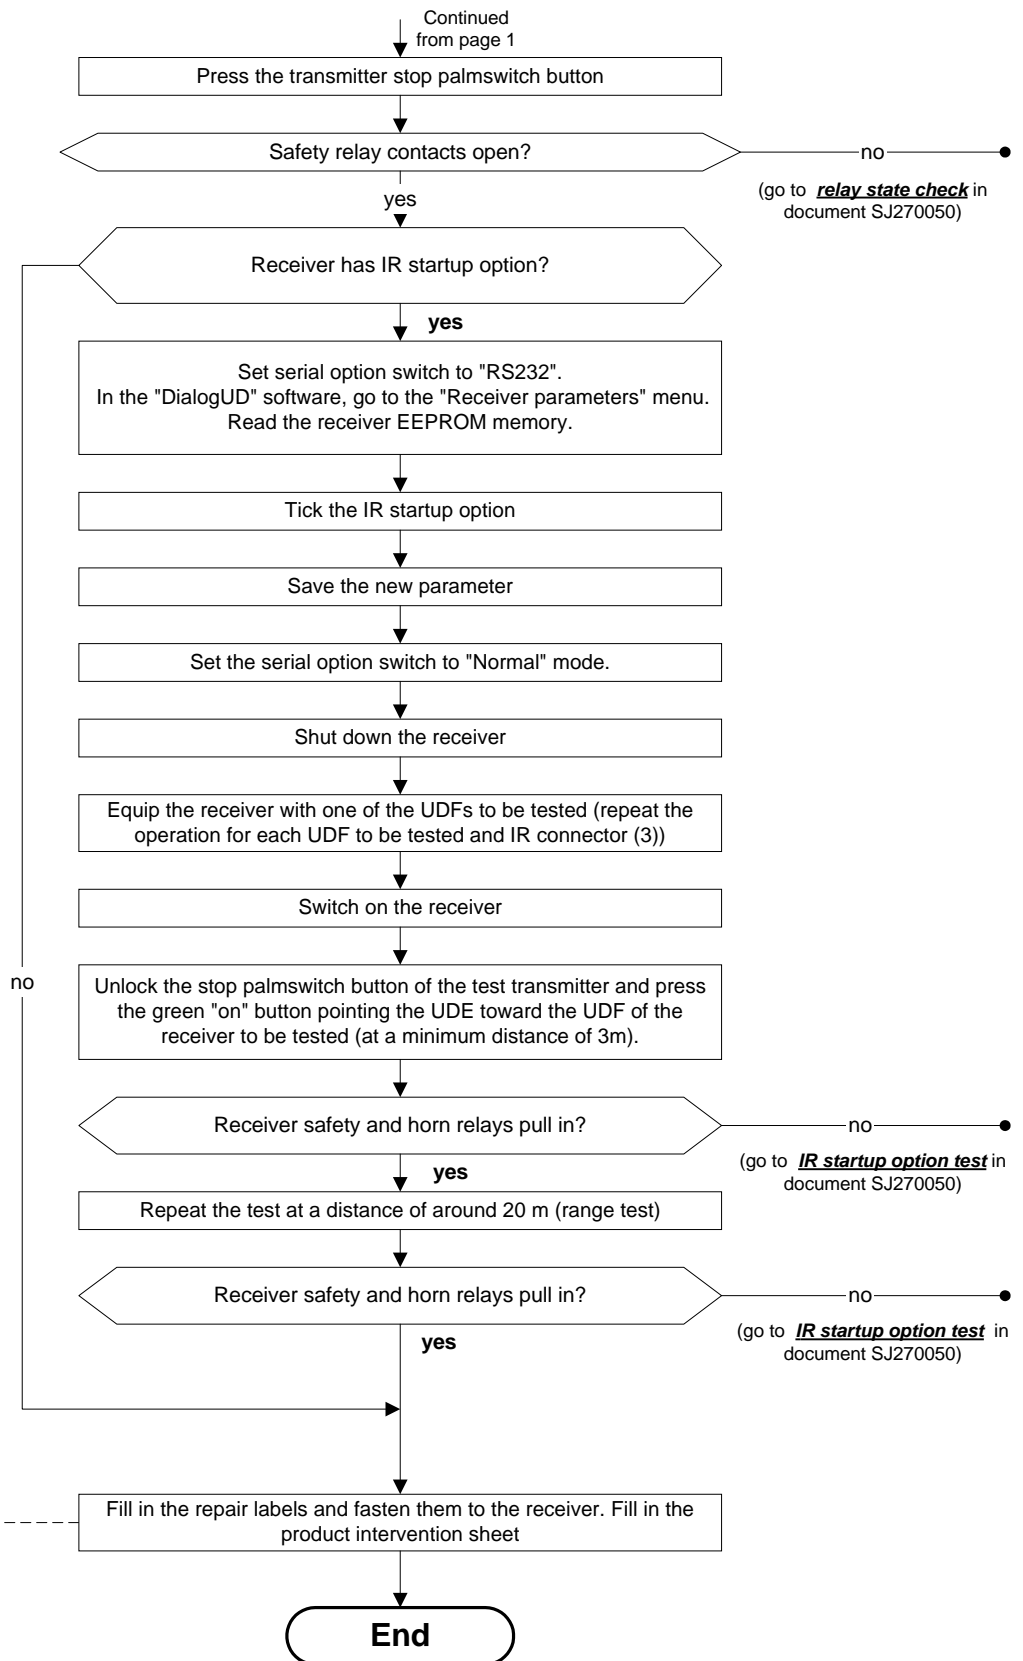 Continued
from page 1
Press the transmitter stop palmswitch button
Safety relay contacts open?
no
(go to relay state check in
document SJ270050)
yes
Receiver has IR startup option?
yes
Set serial option switch to "RS232".
In the "DialogUD" software, go to the "Receiver parameters" menu.
Read the receiver EEPROM memory.
Tick the IR startup option
Save the new parameter
Set the serial option switch to "Normal" mode.
Shut down the receiver
Equip the receiver with one of the UDFs to be tested (repeat the
operation for each UDF to be tested and IR connector (3))
Switch on the receiver
no
Unlock the stop palmswitch button of the test transmitter and press
the green "on" button pointing the UDE toward the UDF of the
receiver to be tested (at a minimum distance of 3m).
Receiver safety and horn relays pull in?
no
(go to IR startup option test in
document SJ270050)
yes
Repeat the test at a distance of around 20 m (range test)
Receiver safety and horn relays pull in?
no
(go to IR startup option test in
document SJ270050)
yes
Fill in the repair labels and fasten them to the receiver. Fill in the
product intervention sheet
End